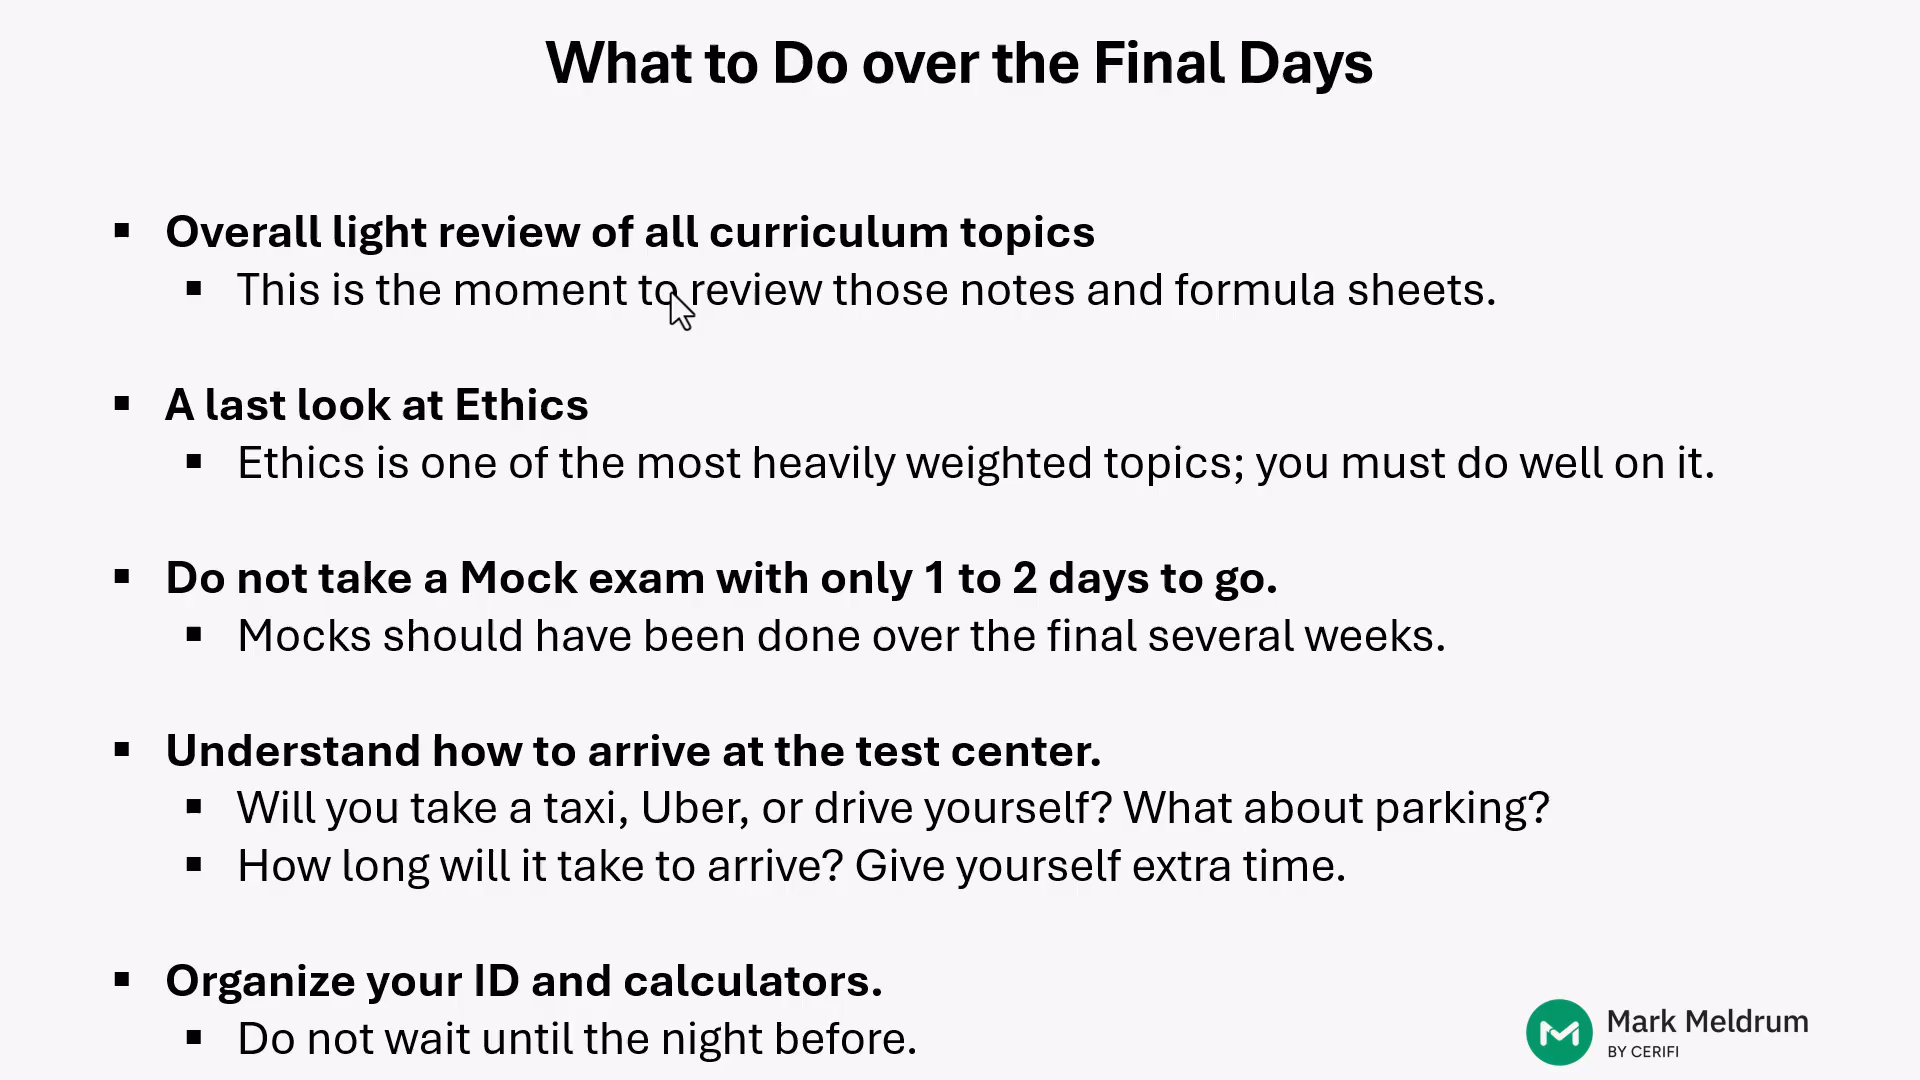 What to Do over the Final Days
▪ Overall light review of all curriculum topics
▪ This is the moment to review those notes and formula sheets.
▪ A last look at Ethics
▪ Ethics is one of the most heavily weighted topics; you must do well on it.
▪ Do not take a Mock exam with only 1 to 2 days to go.
▪ Mocks should have been done over the final several weeks.
▪ Understand how to arrive at the test center.
▪ Will you take a taxi, Uber, or drive yourself? What about parking?
▪ How long will it take to arrive? Give yourself extra time.
▪ Organize your ID and calculators.
▪ Do not wait until the night before.
Mark Meldrum
BY CERIFI